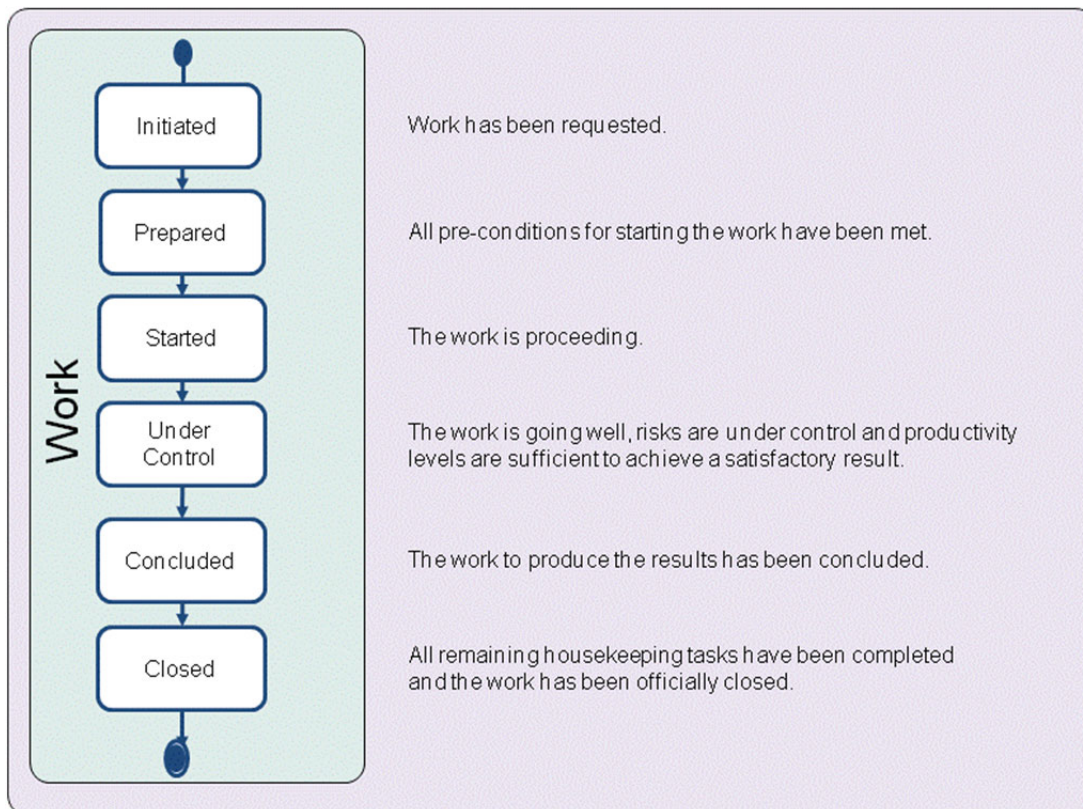 Work
Initiated
Work has been requested.
Prepared
All pre-conditions for starting the work have been met.
Started
The work is proceeding.
Under
Control
The work is going well, risks are under control and productivity
levels are sufficient to achieve a satisfactory result.
Concluded
The work to produce the results has been concluded.
Closed
All remaining housekeeping tasks have been completed
and the work has been officially closed.